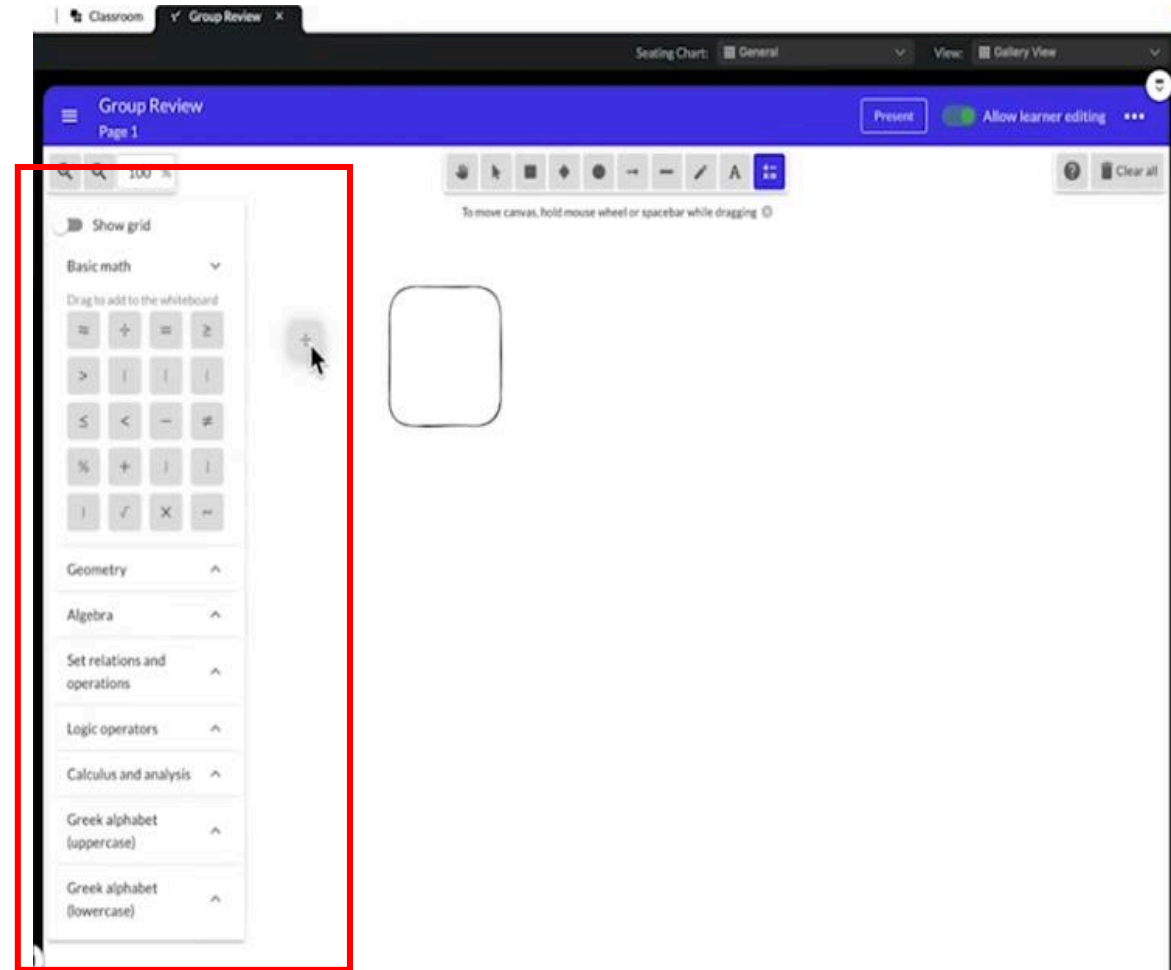 Classroom
Group Review ×
Seating Chart: General
View: Gallery View
Group Review
Page 1
Present
Allow learner editing
100 %
A
Clear all
To move canvas, hold mouse wheel or spacebar while dragging
Show grid
Basic math
Drag to add to the whiteboard
≈ ÷ = ≥
÷
>
≤ < − ≠
% +
√ × ~
Geometry
Algebra
Set relations and
operations
Logic operators
Calculus and analysis
Greek alphabet
(uppercase)
Greek alphabet
(lowercase)